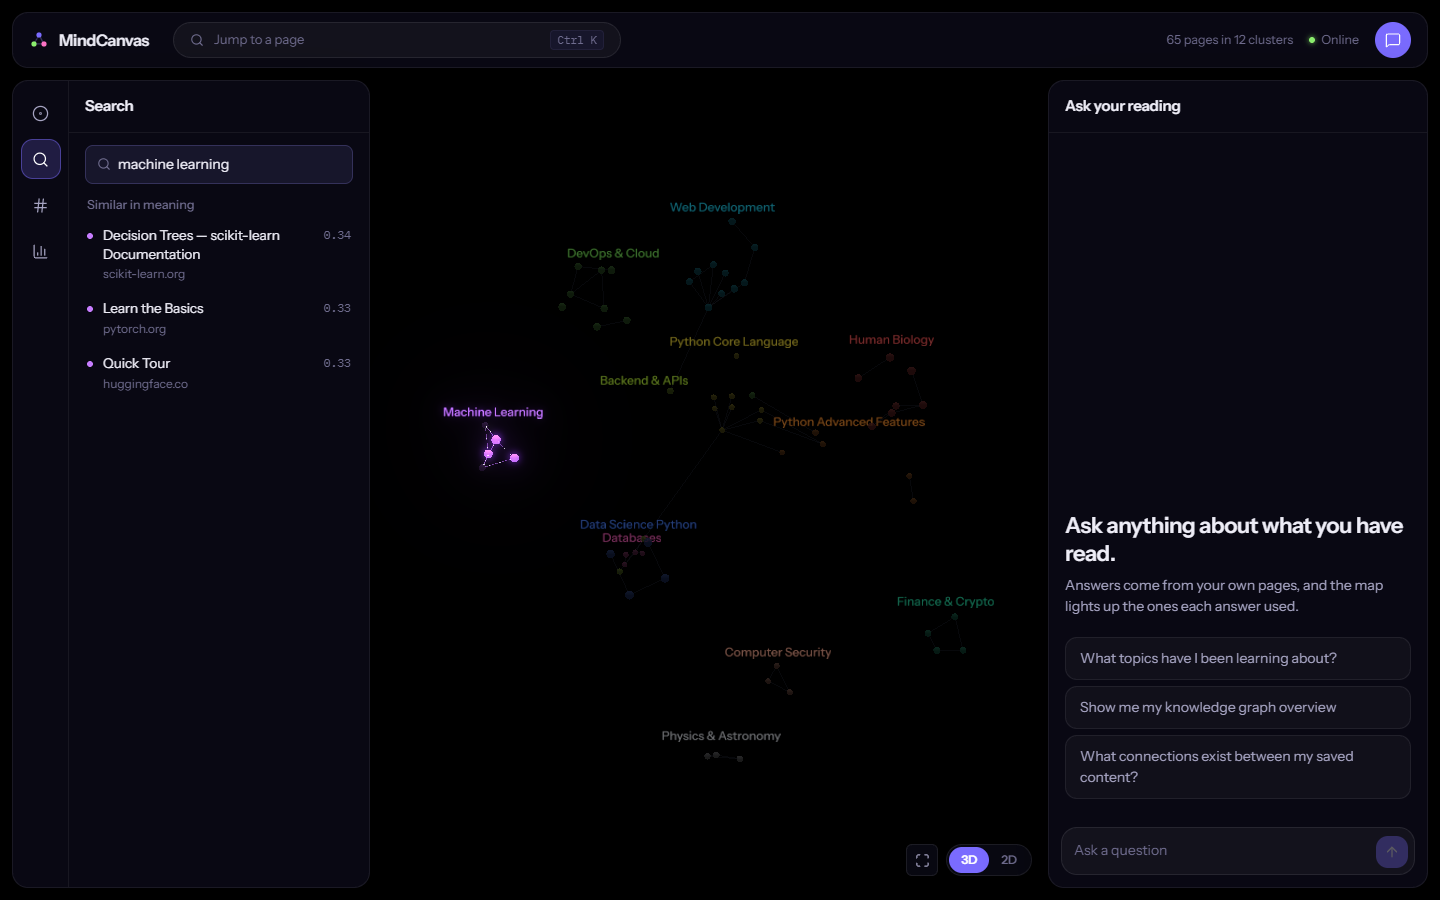 MindCanvas
Jump to a page
Ctrl K
65 pages in 12 clusters
Online
Search
machine learning
Similar in meaning
Decision Trees — scikit-learn
Documentation
0.34
scikit-learn.org
Learn the Basics
0.33
pytorch.org
Quick Tour
0.33
huggingface.co
Web Development
DevOps & Cloud
Python Core Language
Human Biology
Backend & APIs
Machine Learning
Python Advanced Features
Data Science Python
Databases
Finance & Crypto
Computer Security
Physics & Astronomy
3D
2D
Ask your reading
Ask anything about what you have
read.
Answers come from your own pages, and the map
lights up the ones each answer used.
What topics have I been learning about?
Show me my knowledge graph overview
What connections exist between my saved
content?
Ask a question